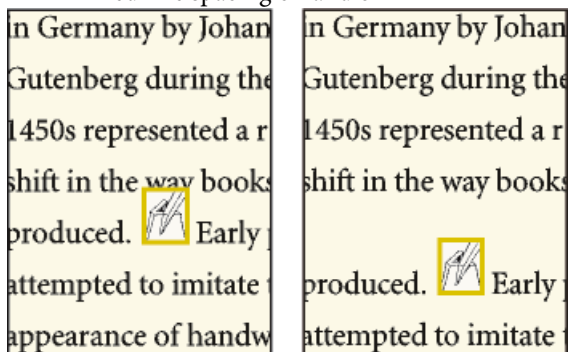 in Germany by Johan
Gutenberg during the
1450s represented a r
shift in the way books
produced. Early
attempted to imitate
appearance of handw
in Germany by Johan
Gutenberg during the
1450s represented a r
shift in the way books
produced. Early
attempted to imitate